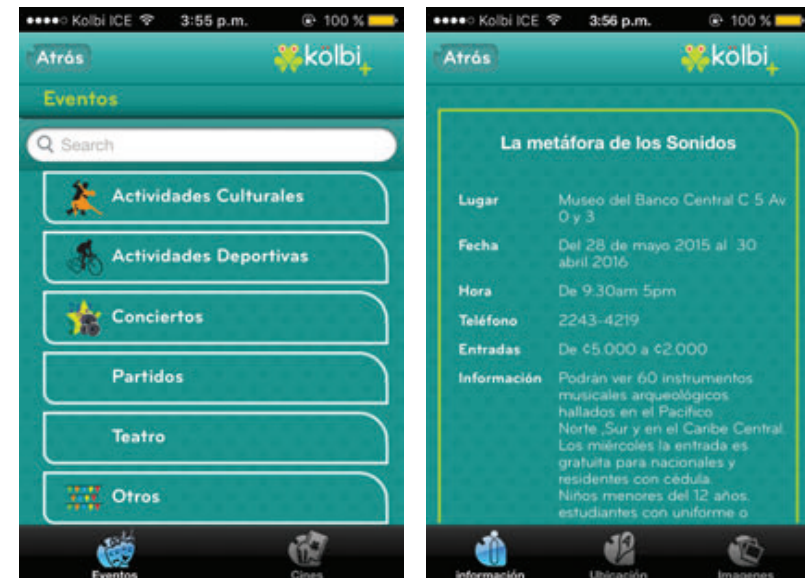 Kolbi ICE 3:55 p.m. 100 %
Atrás kölbi+
Eventos
Search
Actividades Culturales
Actividades Deportivas
Conciertos
Partidos
Teatro
Otros
Eventos Cines
Kolbi ICE 3:56 p.m. 100 %
Atrás kölbi+
La metáfora de los Sonidos
Lugar Museo del Banco Central C 5 Av
0 y 3
Fecha Del 28 de mayo 2015 al 30
abril 2016
Hora De 9:30am 5pm
Teléfono 2243-4219
Entradas De ¢5.000 a ¢2.000
Información Podrán ver 60 instrumentos
musicales arqueológicos
hallados en el Pacífico
Norte ,Sur y en el Caribe Central.
Los miércoles la entrada es
gratuita para nacionales y
residentes con cédula.
Niños menores del 12 años,
estudiantes con uniforme o
Información Ubicación Imagenes